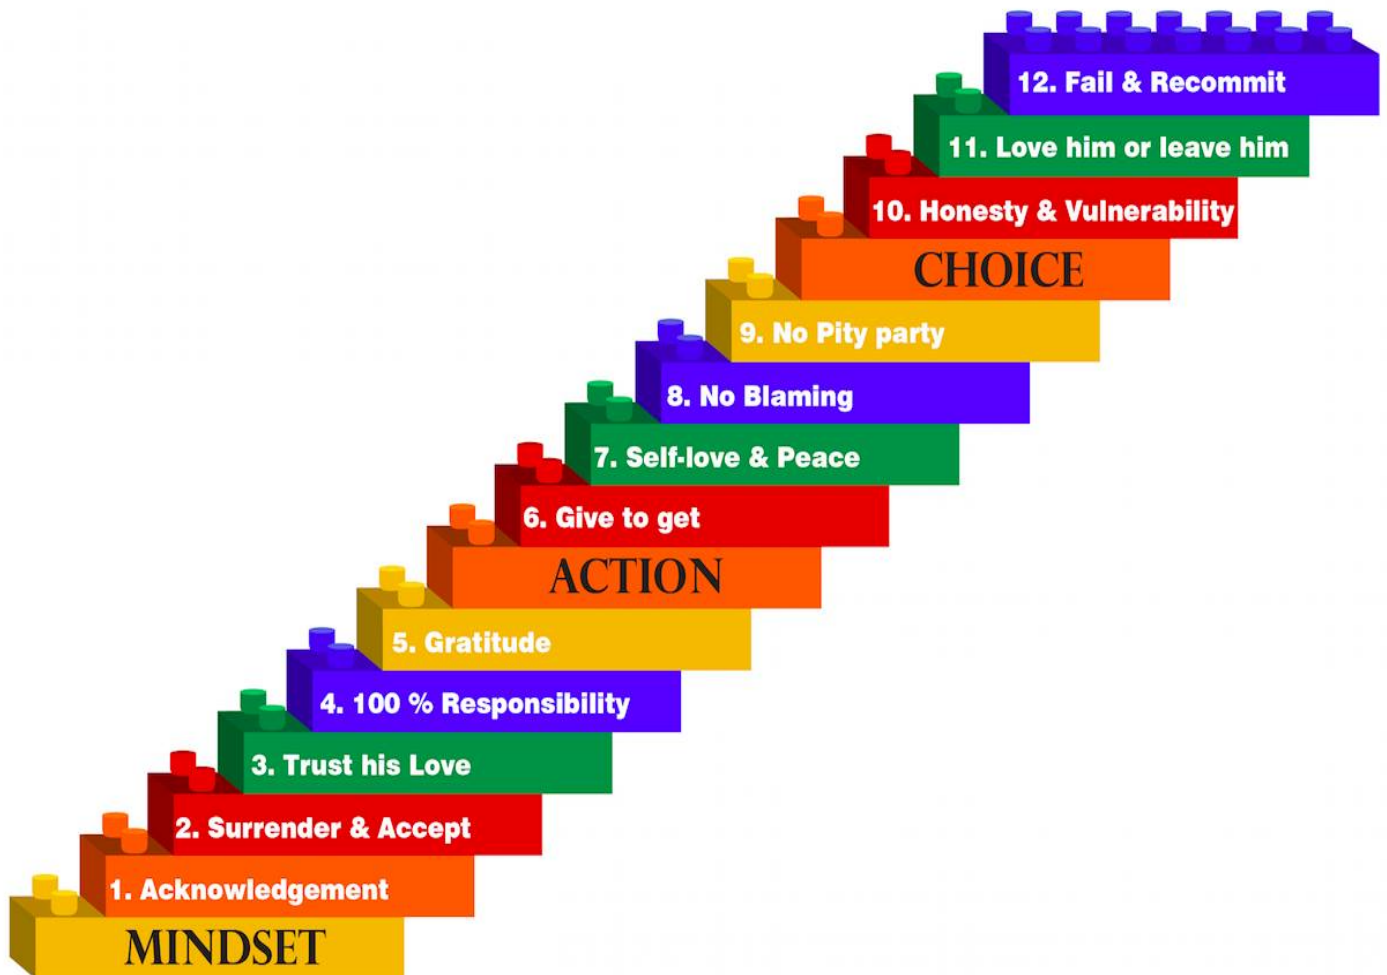 12. Fail & Recommit
11. Love him or leave him
10. Honesty & Vulnerability
CHOICE
9. No Pity party
8. No Blaming
7. Self-love & Peace
6. Give to get
ACTION
5. Gratitude
4. 100 % Responsibility
3. Trust his Love
2. Surrender & Accept
1. Acknowledgement
MINDSET